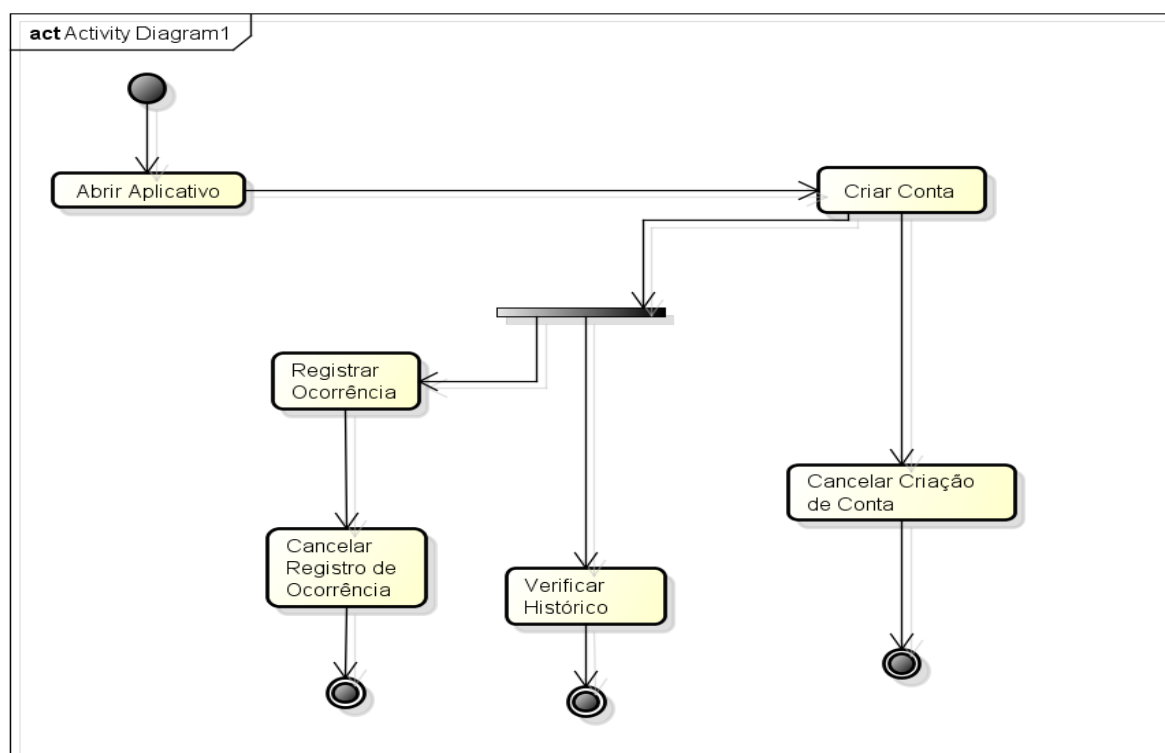 act Activity Diagram1
Abrir Aplicativo
Criar Conta
Registrar
Ocorrência
Cancelar Criação
de Conta
Cancelar
Registro de
Ocorrência
Verificar
Histórico